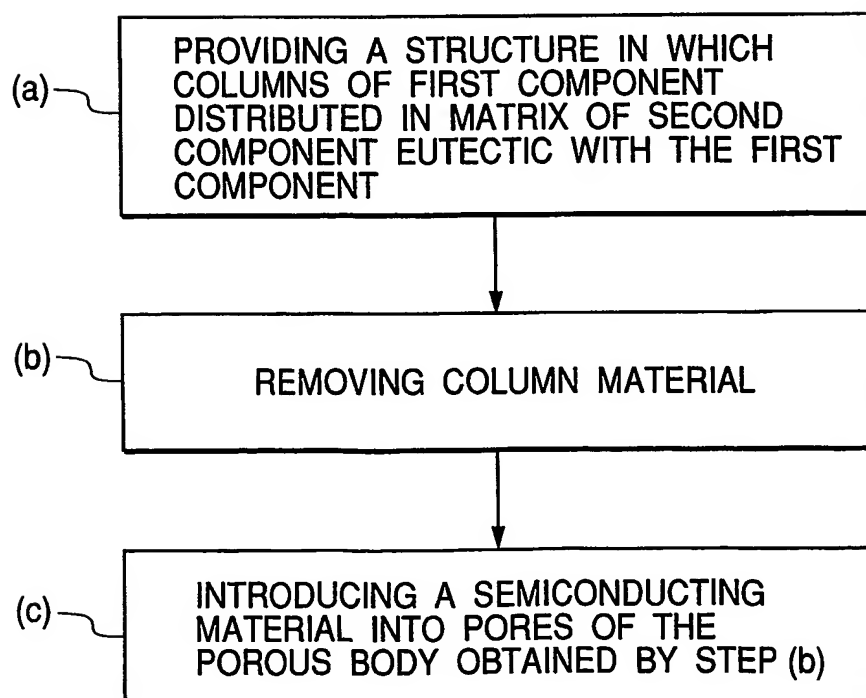 (a)
PROVIDING A STRUCTURE IN WHICH
COLUMNS OF FIRST COMPONENT
DISTRIBUTED IN MATRIX OF SECOND
COMPONENT EUTECTIC WITH THE FIRST
COMPONENT
(b)
REMOVING COLUMN MATERIAL
(c)
INTRODUCING A SEMICONDUCTING
MATERIAL INTO PORES OF THE
POROUS BODY OBTAINED BY STEP (b)